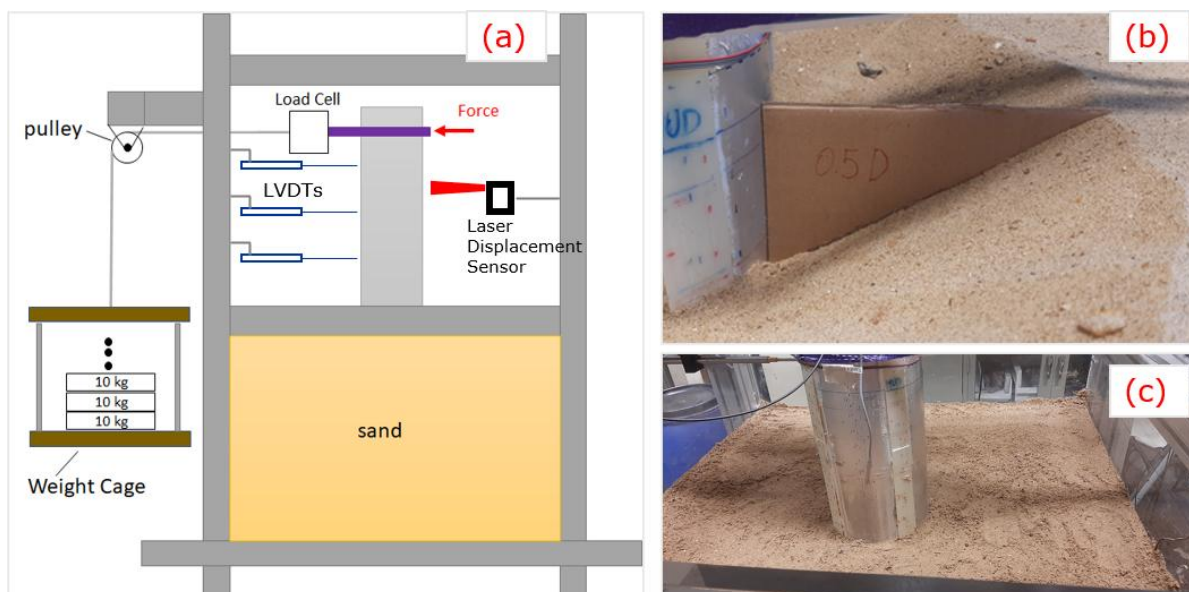 (a)
Load Cell
pulley
Force
LVDTs
Laser
Displacement
Sensor
10 kg
10 kg
10 kg
sand
Weight Cage
(b)
0.5D
(c)